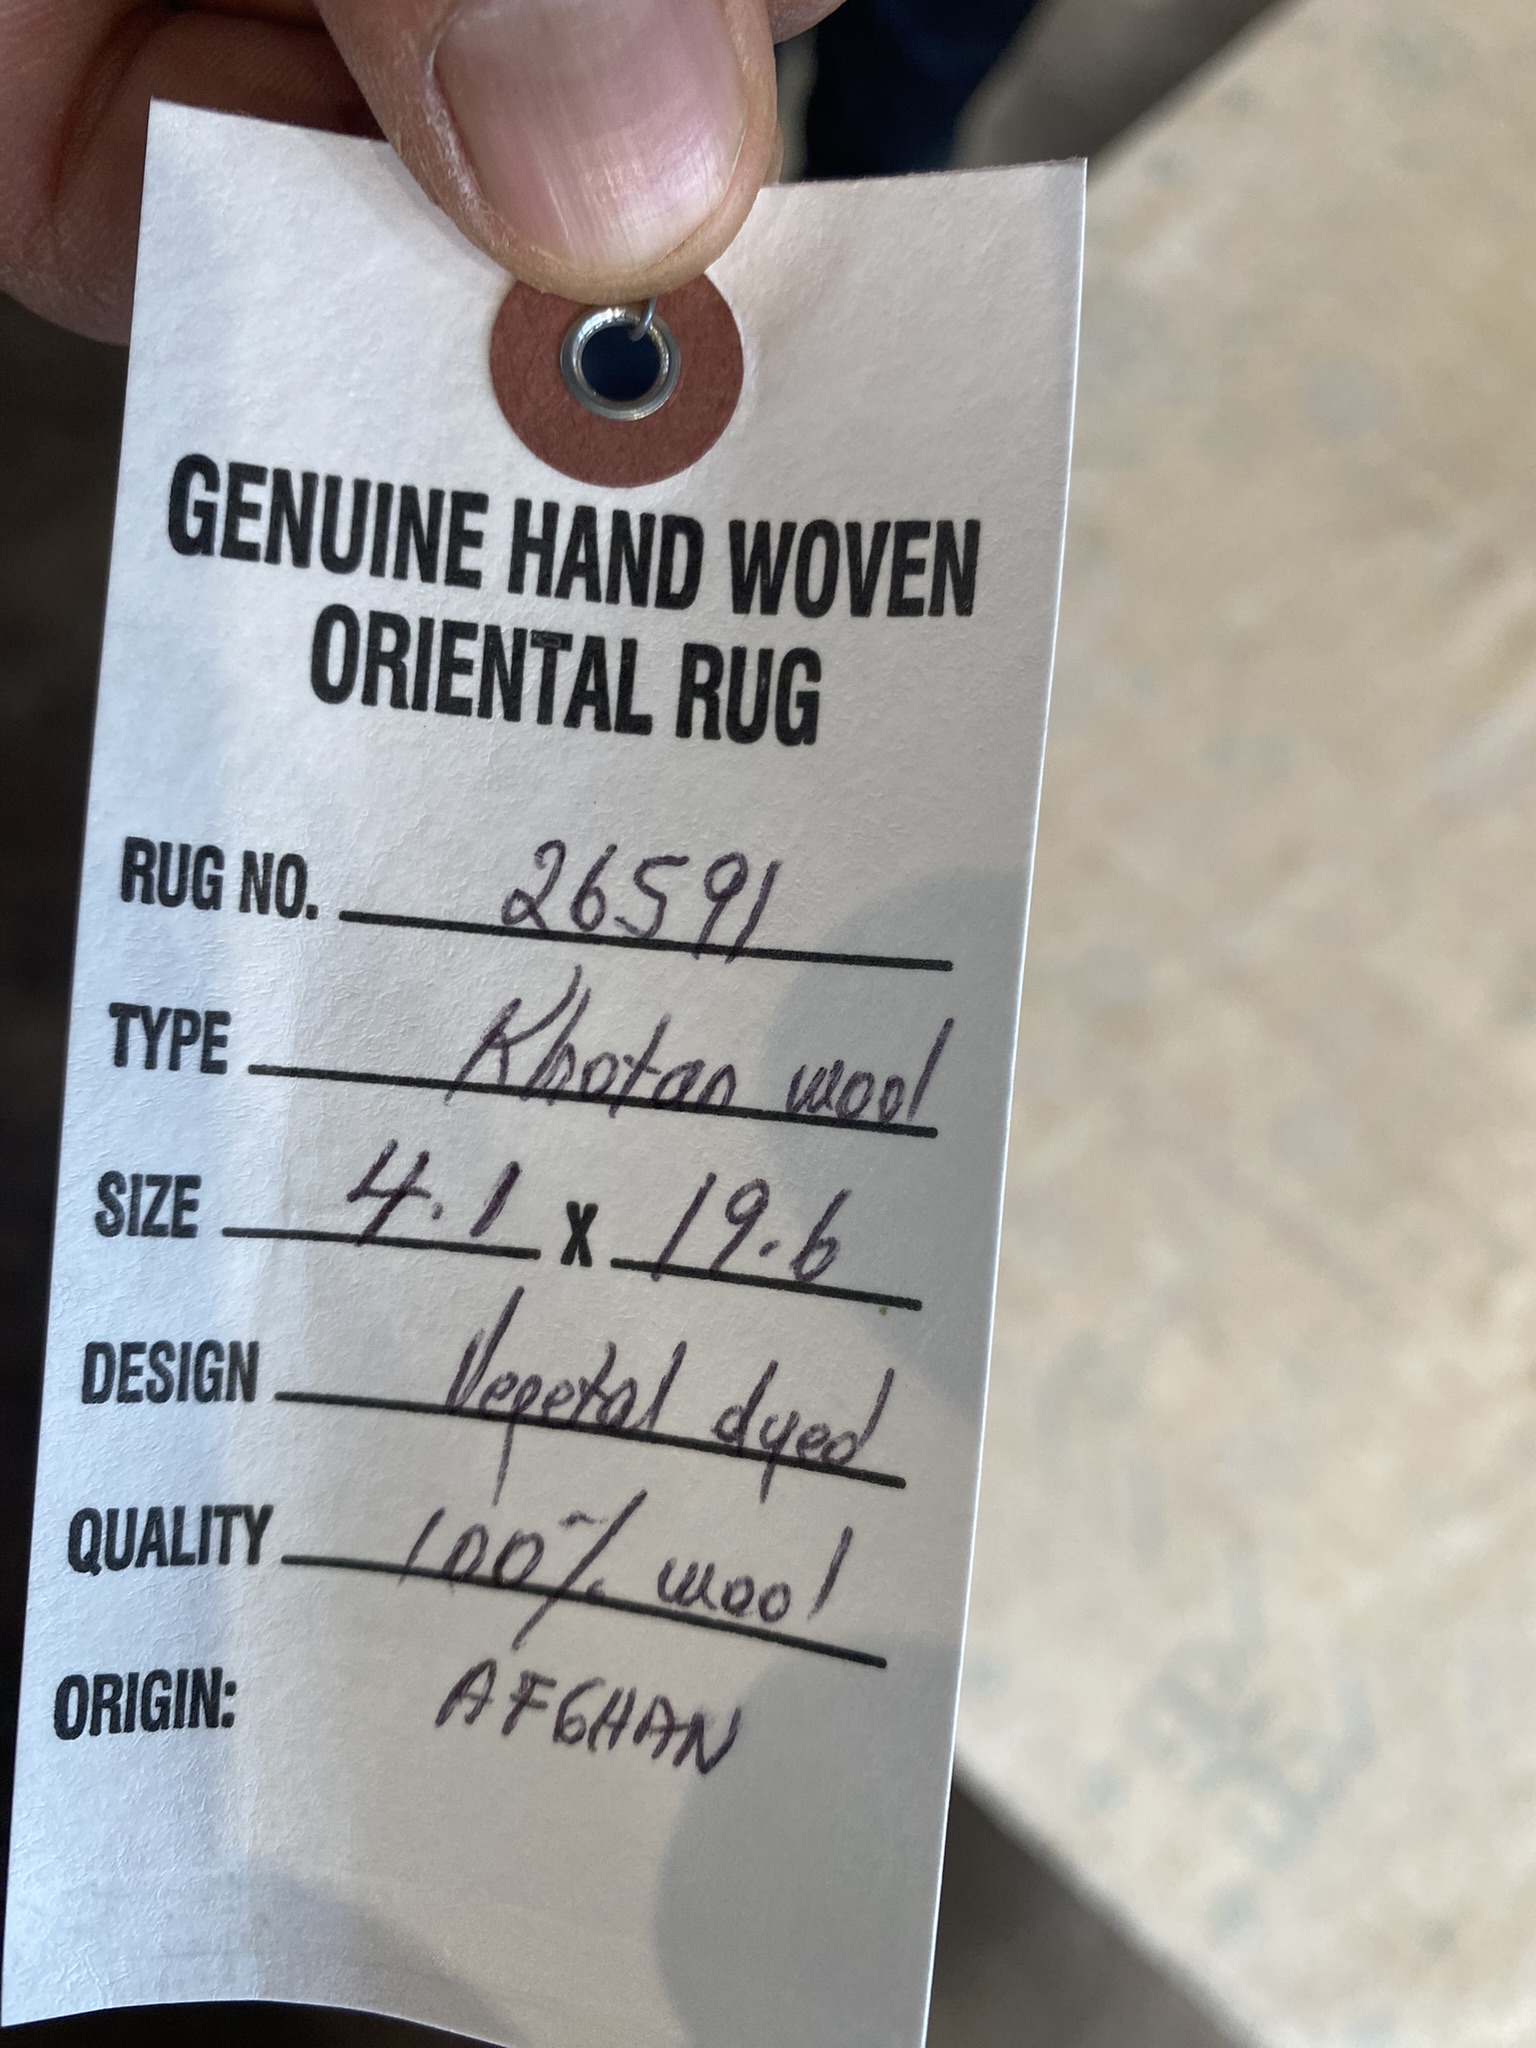 GENUINE HAND WOVEN
ORIENTAL RUG
RUG NO. 26591
TYPE Khotan wool
SIZE 4.1 X 19.6
DESIGN Vegetal dyed
QUALITY 100% wool
ORIGIN: AFGHAN